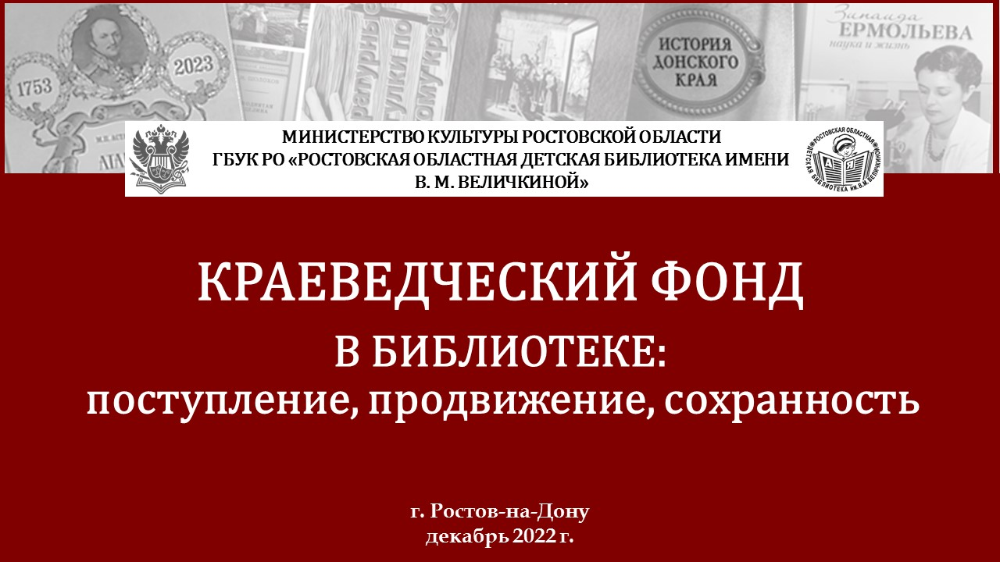 1753
2023
ИСТОРИЯ
ДОНСКОГО
КРАЯ
Зинаида
ЕРМОЛЬЕВА
наука и жизнь
МИНИСТЕРСТВО КУЛЬТУРЫ РОСТОВСКОЙ ОБЛАСТИ
ГБУК РО «РОСТОВСКАЯ ОБЛАСТНАЯ ДЕТСКАЯ БИБЛИОТЕКА ИМЕНИ
В. М. ВЕЛИЧКИНОЙ»
РОСТОВСКАЯ ОБЛАСТНАЯ
ДЕТСКАЯ БИБЛИОТЕКА ИМ. В.М. ВЕЛИЧКИНОЙ
А Я
КРАЕВЕДЧЕСКИЙ ФОНД
В БИБЛИОТЕКЕ:
поступление, продвижение, сохранность
г. Ростов-на-Дону
декабрь 2022 г.